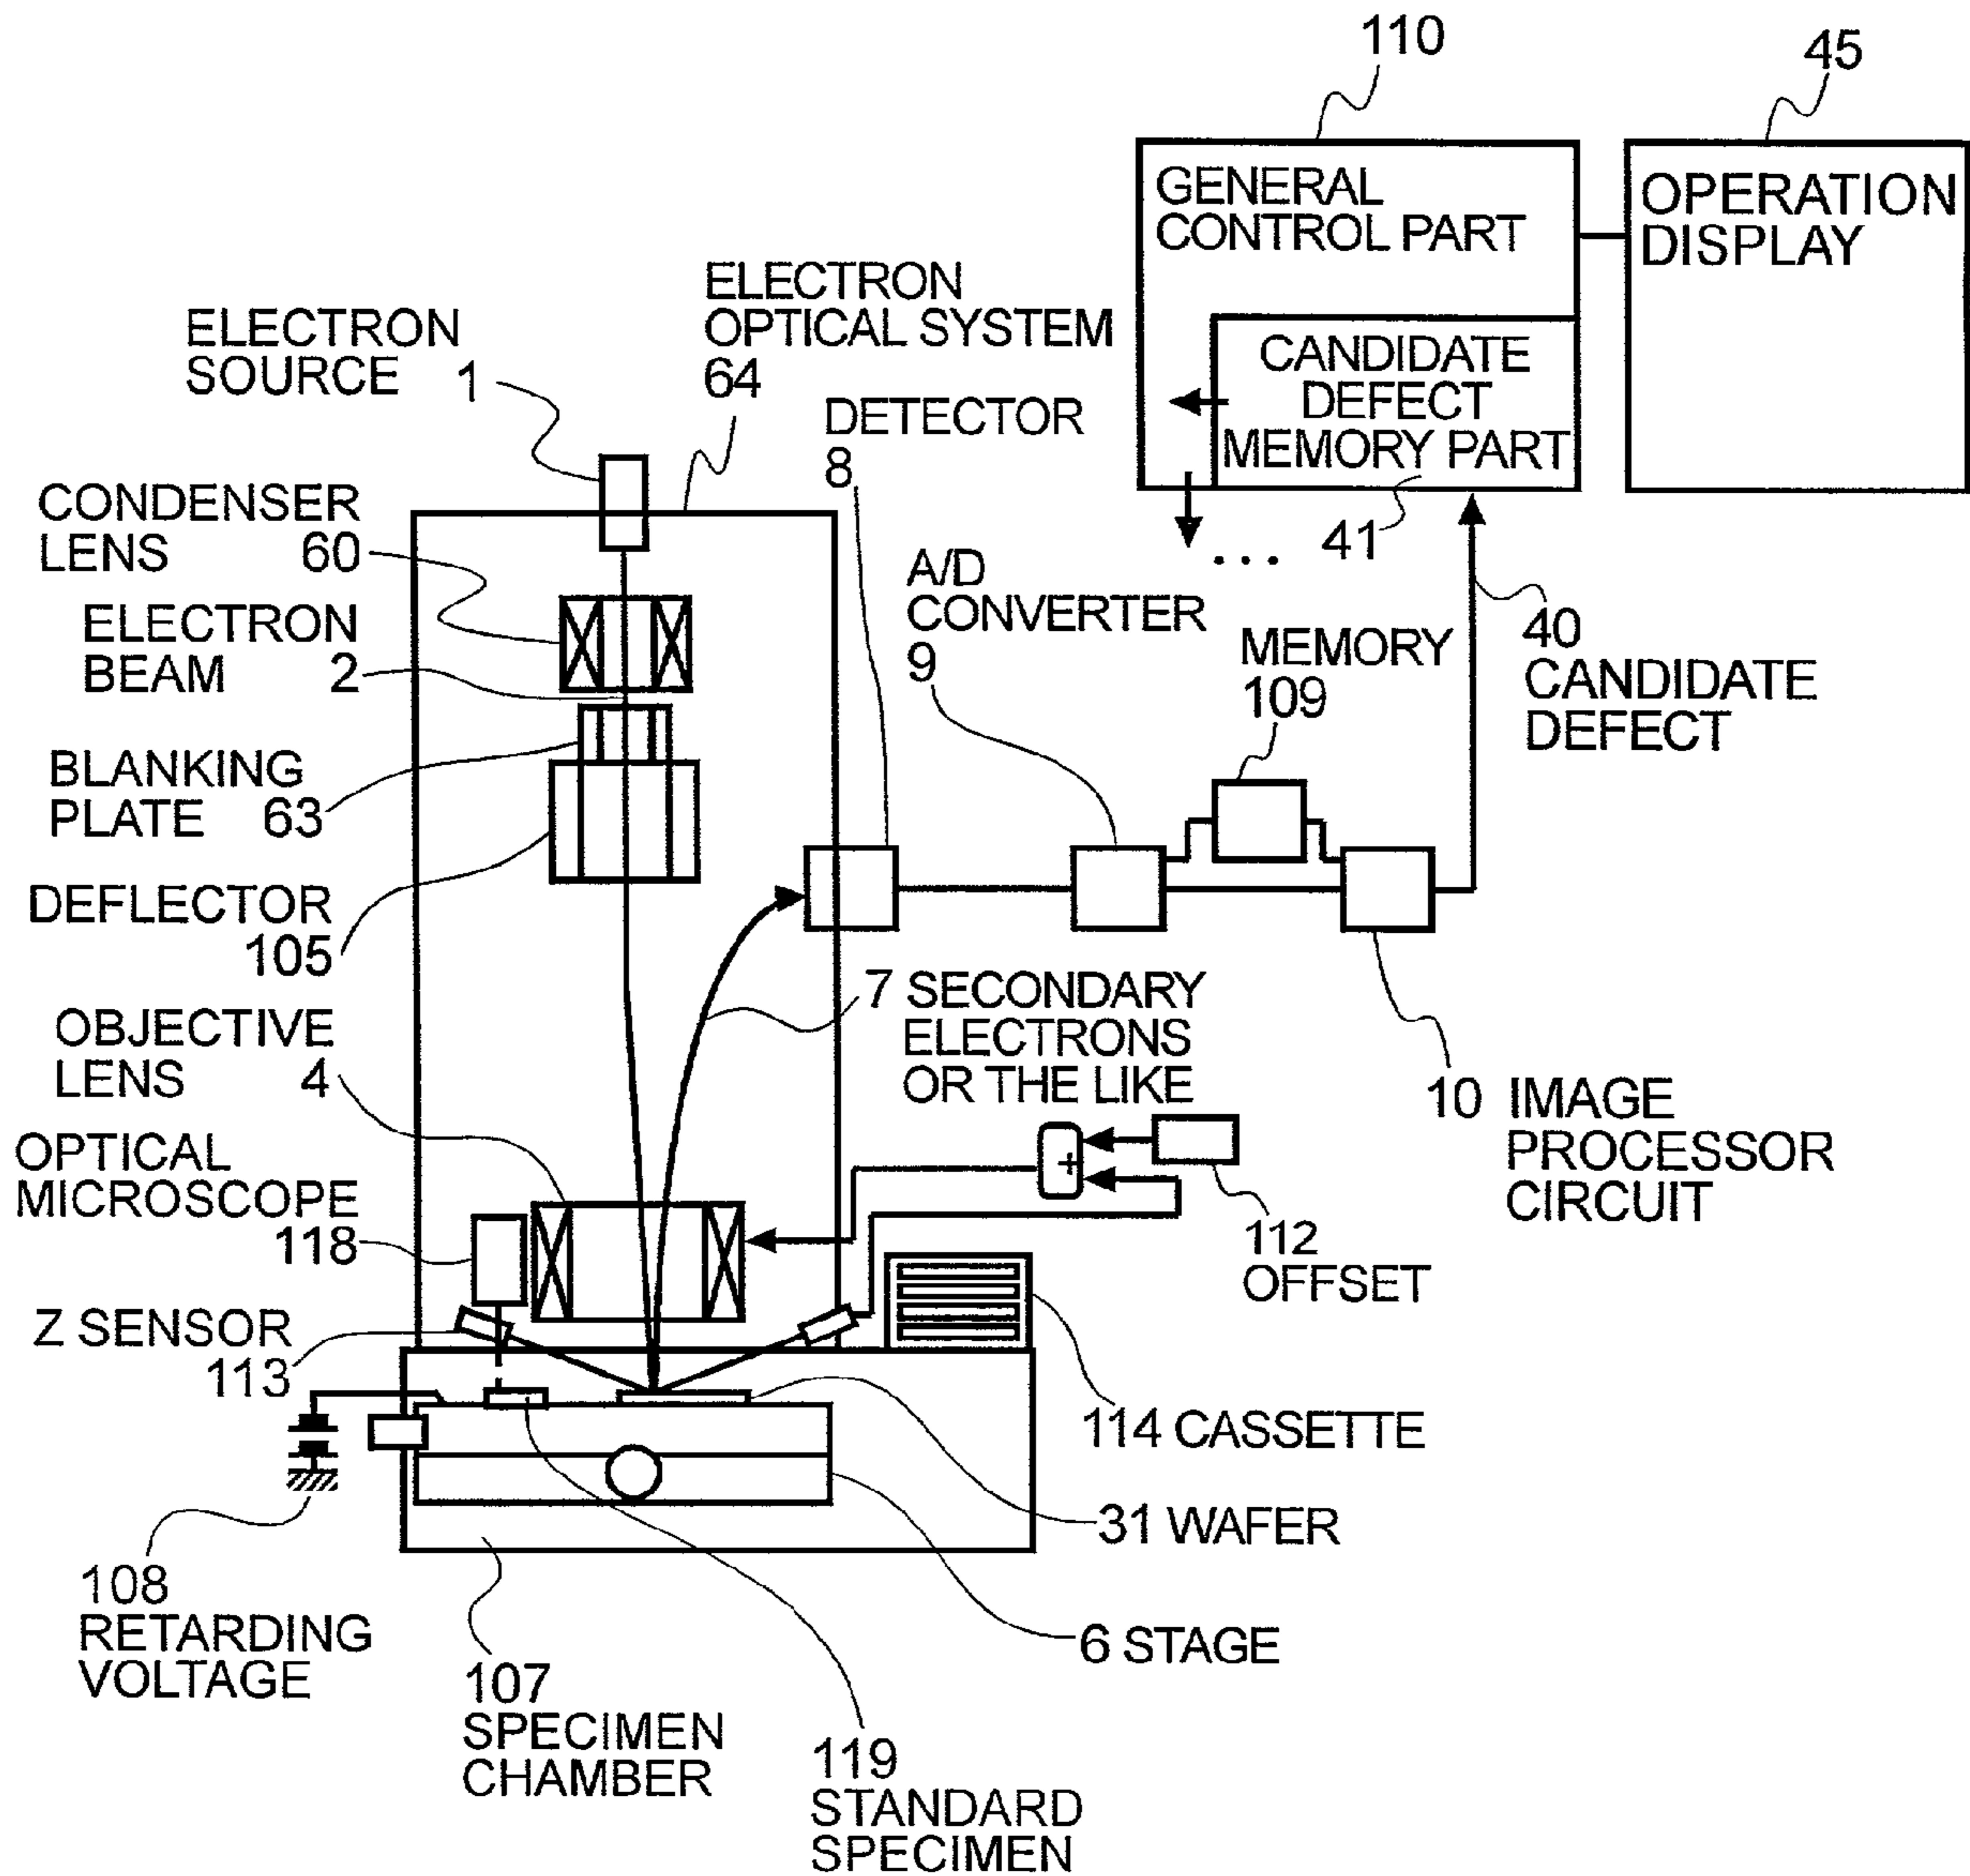 110
45
GENERAL
CONTROL PART
OPERATION
DISPLAY
CANDIDATE
DEFECT
MEMORY PART
41
ELECTRON
OPTICAL SYSTEM
64
ELECTRON
SOURCE 1
DETECTOR
8
CONDENSER
LENS 60
...
A/D
CONVERTER
9
ELECTRON
BEAM 2
MEMORY
109
40
CANDIDATE
DEFECT
BLANKING
PLATE 63
DEFLECTOR
105
7 SECONDARY
ELECTRONS
OR THE LIKE
OBJECTIVE
LENS 4
10 IMAGE
PROCESSOR
CIRCUIT
OPTICAL
MICROSCOPE
118
+
112
OFFSET
Z SENSOR
113
114 CASSETTE
31 WAFER
108
RETARDING
VOLTAGE
6 STAGE
107
SPECIMEN
CHAMBER
119
STANDARD
SPECIMEN